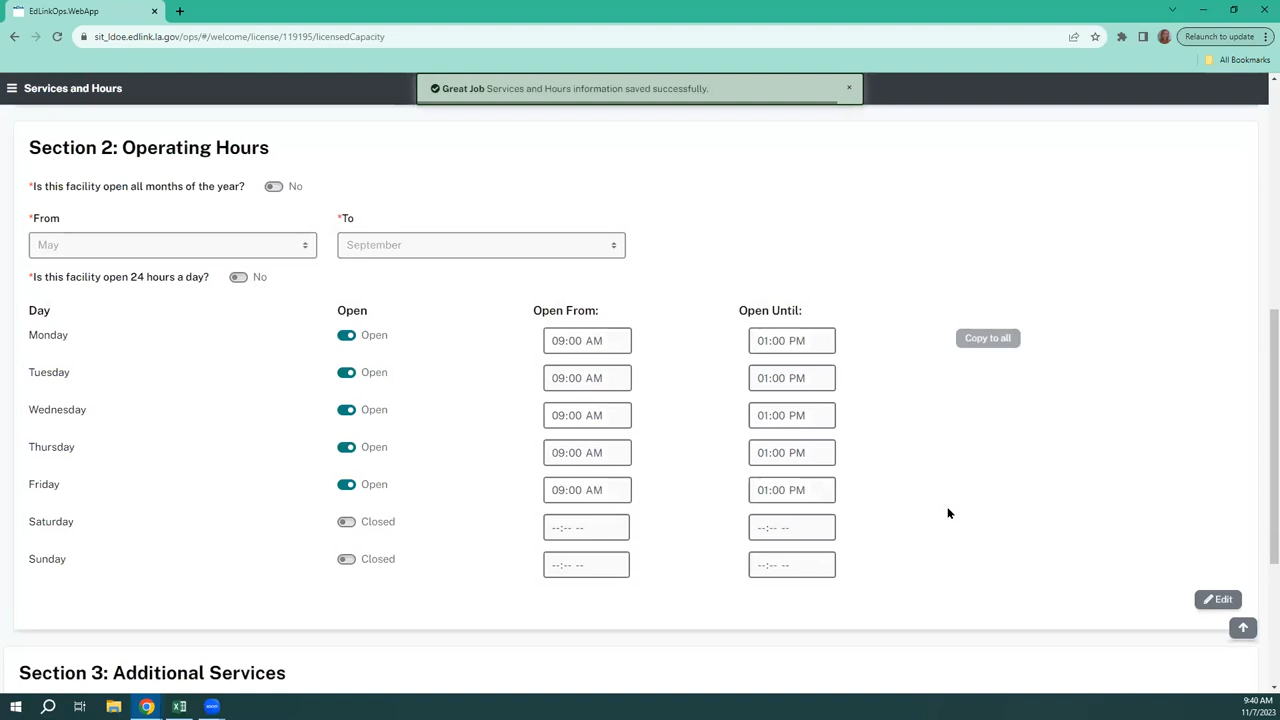 EdLinkOps.WebApp
sit_ldoe.edlink.la.gov/ops/#/welcome/license/119195/licensedCapacity
Relaunch to update
All Bookmarks
Services and Hours
Great Job Services and Hours information saved successfully.
Section 2: Operating Hours
*Is this facility open all months of the year? No
*From *To
May September
*Is this facility open 24 hours a day? No
Day Open Open From: Open Until:
Monday Open 09:00 AM 01:00 PM Copy to all
Tuesday Open 09:00 AM 01:00 PM
Wednesday Open 09:00 AM 01:00 PM
Thursday Open 09:00 AM 01:00 PM
Friday Open 09:00 AM 01:00 PM
Saturday Closed --:-- -- --:-- --
Sunday Closed --:-- -- --:-- --
Edit
Section 3: Additional Services
zoom
9:40 AM
11/7/2023